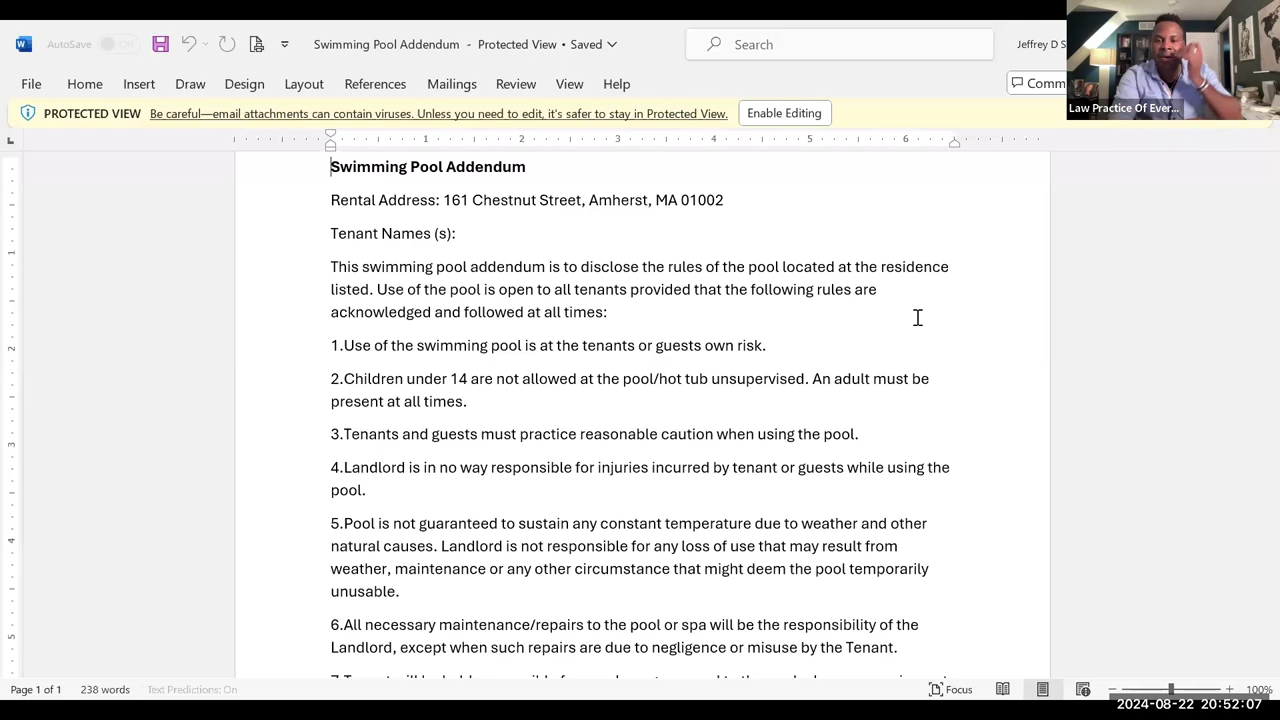 AutoSave Off Swimming Pool Addendum - Protected View • Saved Search Jeffrey D S
File Home Insert Draw Design Layout References Mailings Review View Help Comm
Law Practice Of Ever...
PROTECTED VIEW Be careful—email attachments can contain viruses. Unless you need to edit, it's safer to stay in Protected View. Enable Editing
1 2 3 4 5 6
Swimming Pool Addendum
Rental Address: 161 Chestnut Street, Amherst, MA 01002
Tenant Names (s):
This swimming pool addendum is to disclose the rules of the pool located at the residence
listed. Use of the pool is open to all tenants provided that the following rules are
acknowledged and followed at all times:
1.Use of the swimming pool is at the tenants or guests own risk.
2.Children under 14 are not allowed at the pool/hot tub unsupervised. An adult must be
present at all times.
3.Tenants and guests must practice reasonable caution when using the pool.
4.Landlord is in no way responsible for injuries incurred by tenant or guests while using the
pool.
5.Pool is not guaranteed to sustain any constant temperature due to weather and other
natural causes. Landlord is not responsible for any loss of use that may result from
weather, maintenance or any other circumstance that might deem the pool temporarily
unusable.
6.All necessary maintenance/repairs to the pool or spa will be the responsibility of the
Landlord, except when such repairs are due to negligence or misuse by the Tenant.
Page 1 of 1 238 words Text Predictions: On Focus 100%
2024-08-22 20:52:07